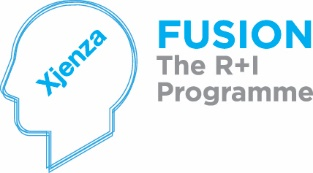 Xjenza
FUSION
The R+I
Programme